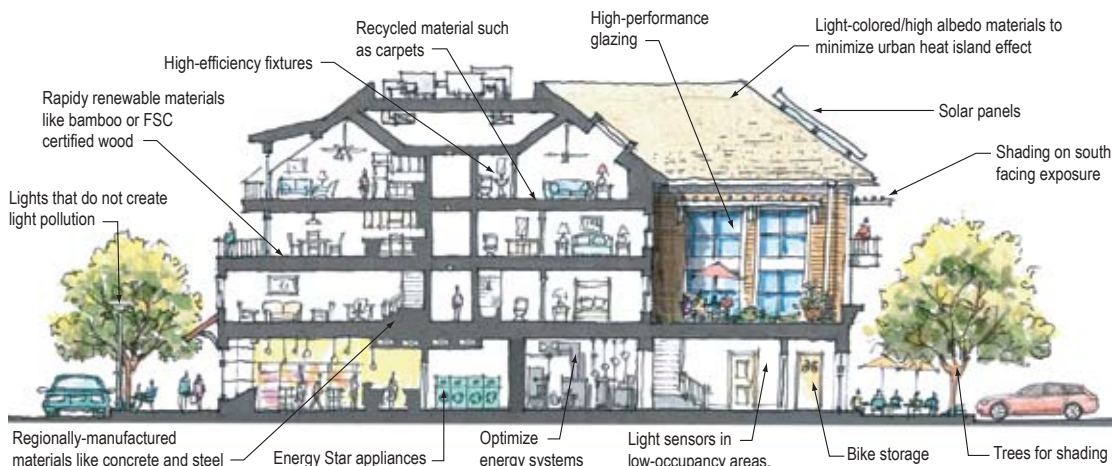 High-performance
glazing
Light-colored/high albedo materials to
minimize urban heat island effect
Recycled material such
as carpets
High-efficiency fixtures
Rapidy renewable materials
like bamboo or FSC
certified wood
Solar panels
Shading on south
facing exposure
Lights that do not create
light pollution
Regionally-manufactured
materials like concrete and steel
Energy Star appliances
Optimize
energy systems
Light sensors in
low-occupancy areas.
Bike storage
Trees for shading